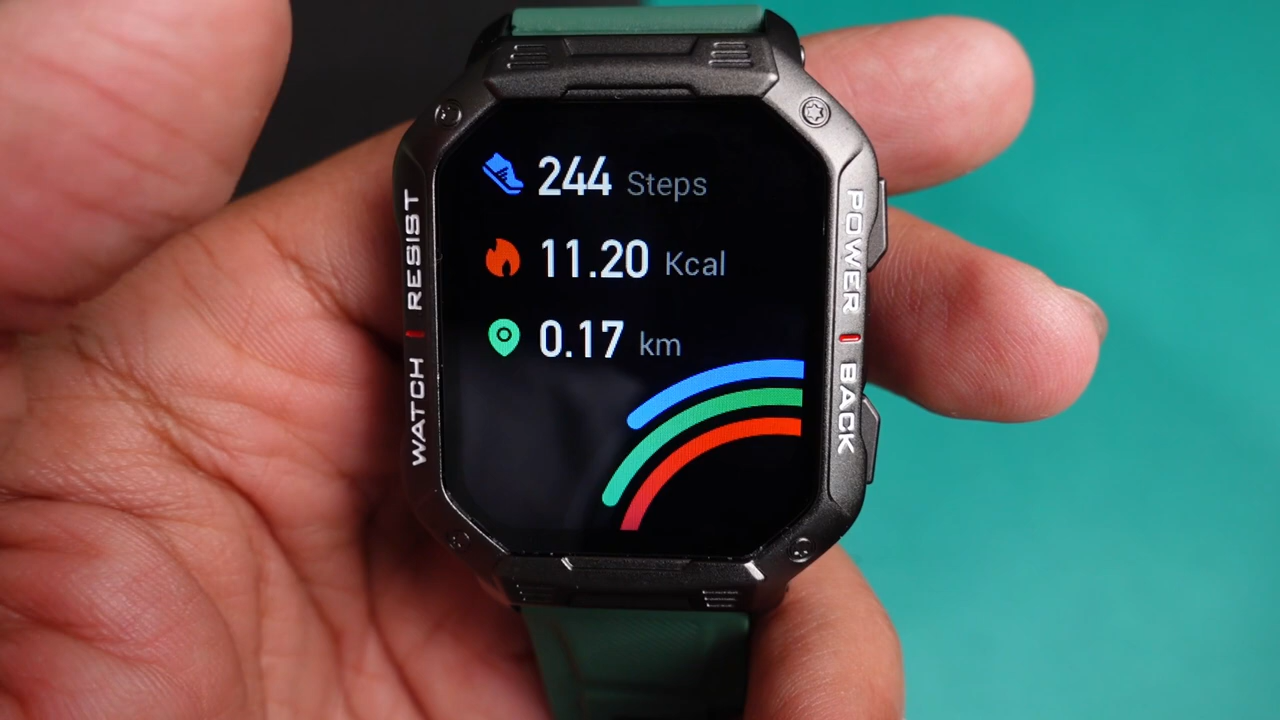 244 Steps
11.20 Kcal
0.17 km
WATCH | RESIST
POWER | BACK